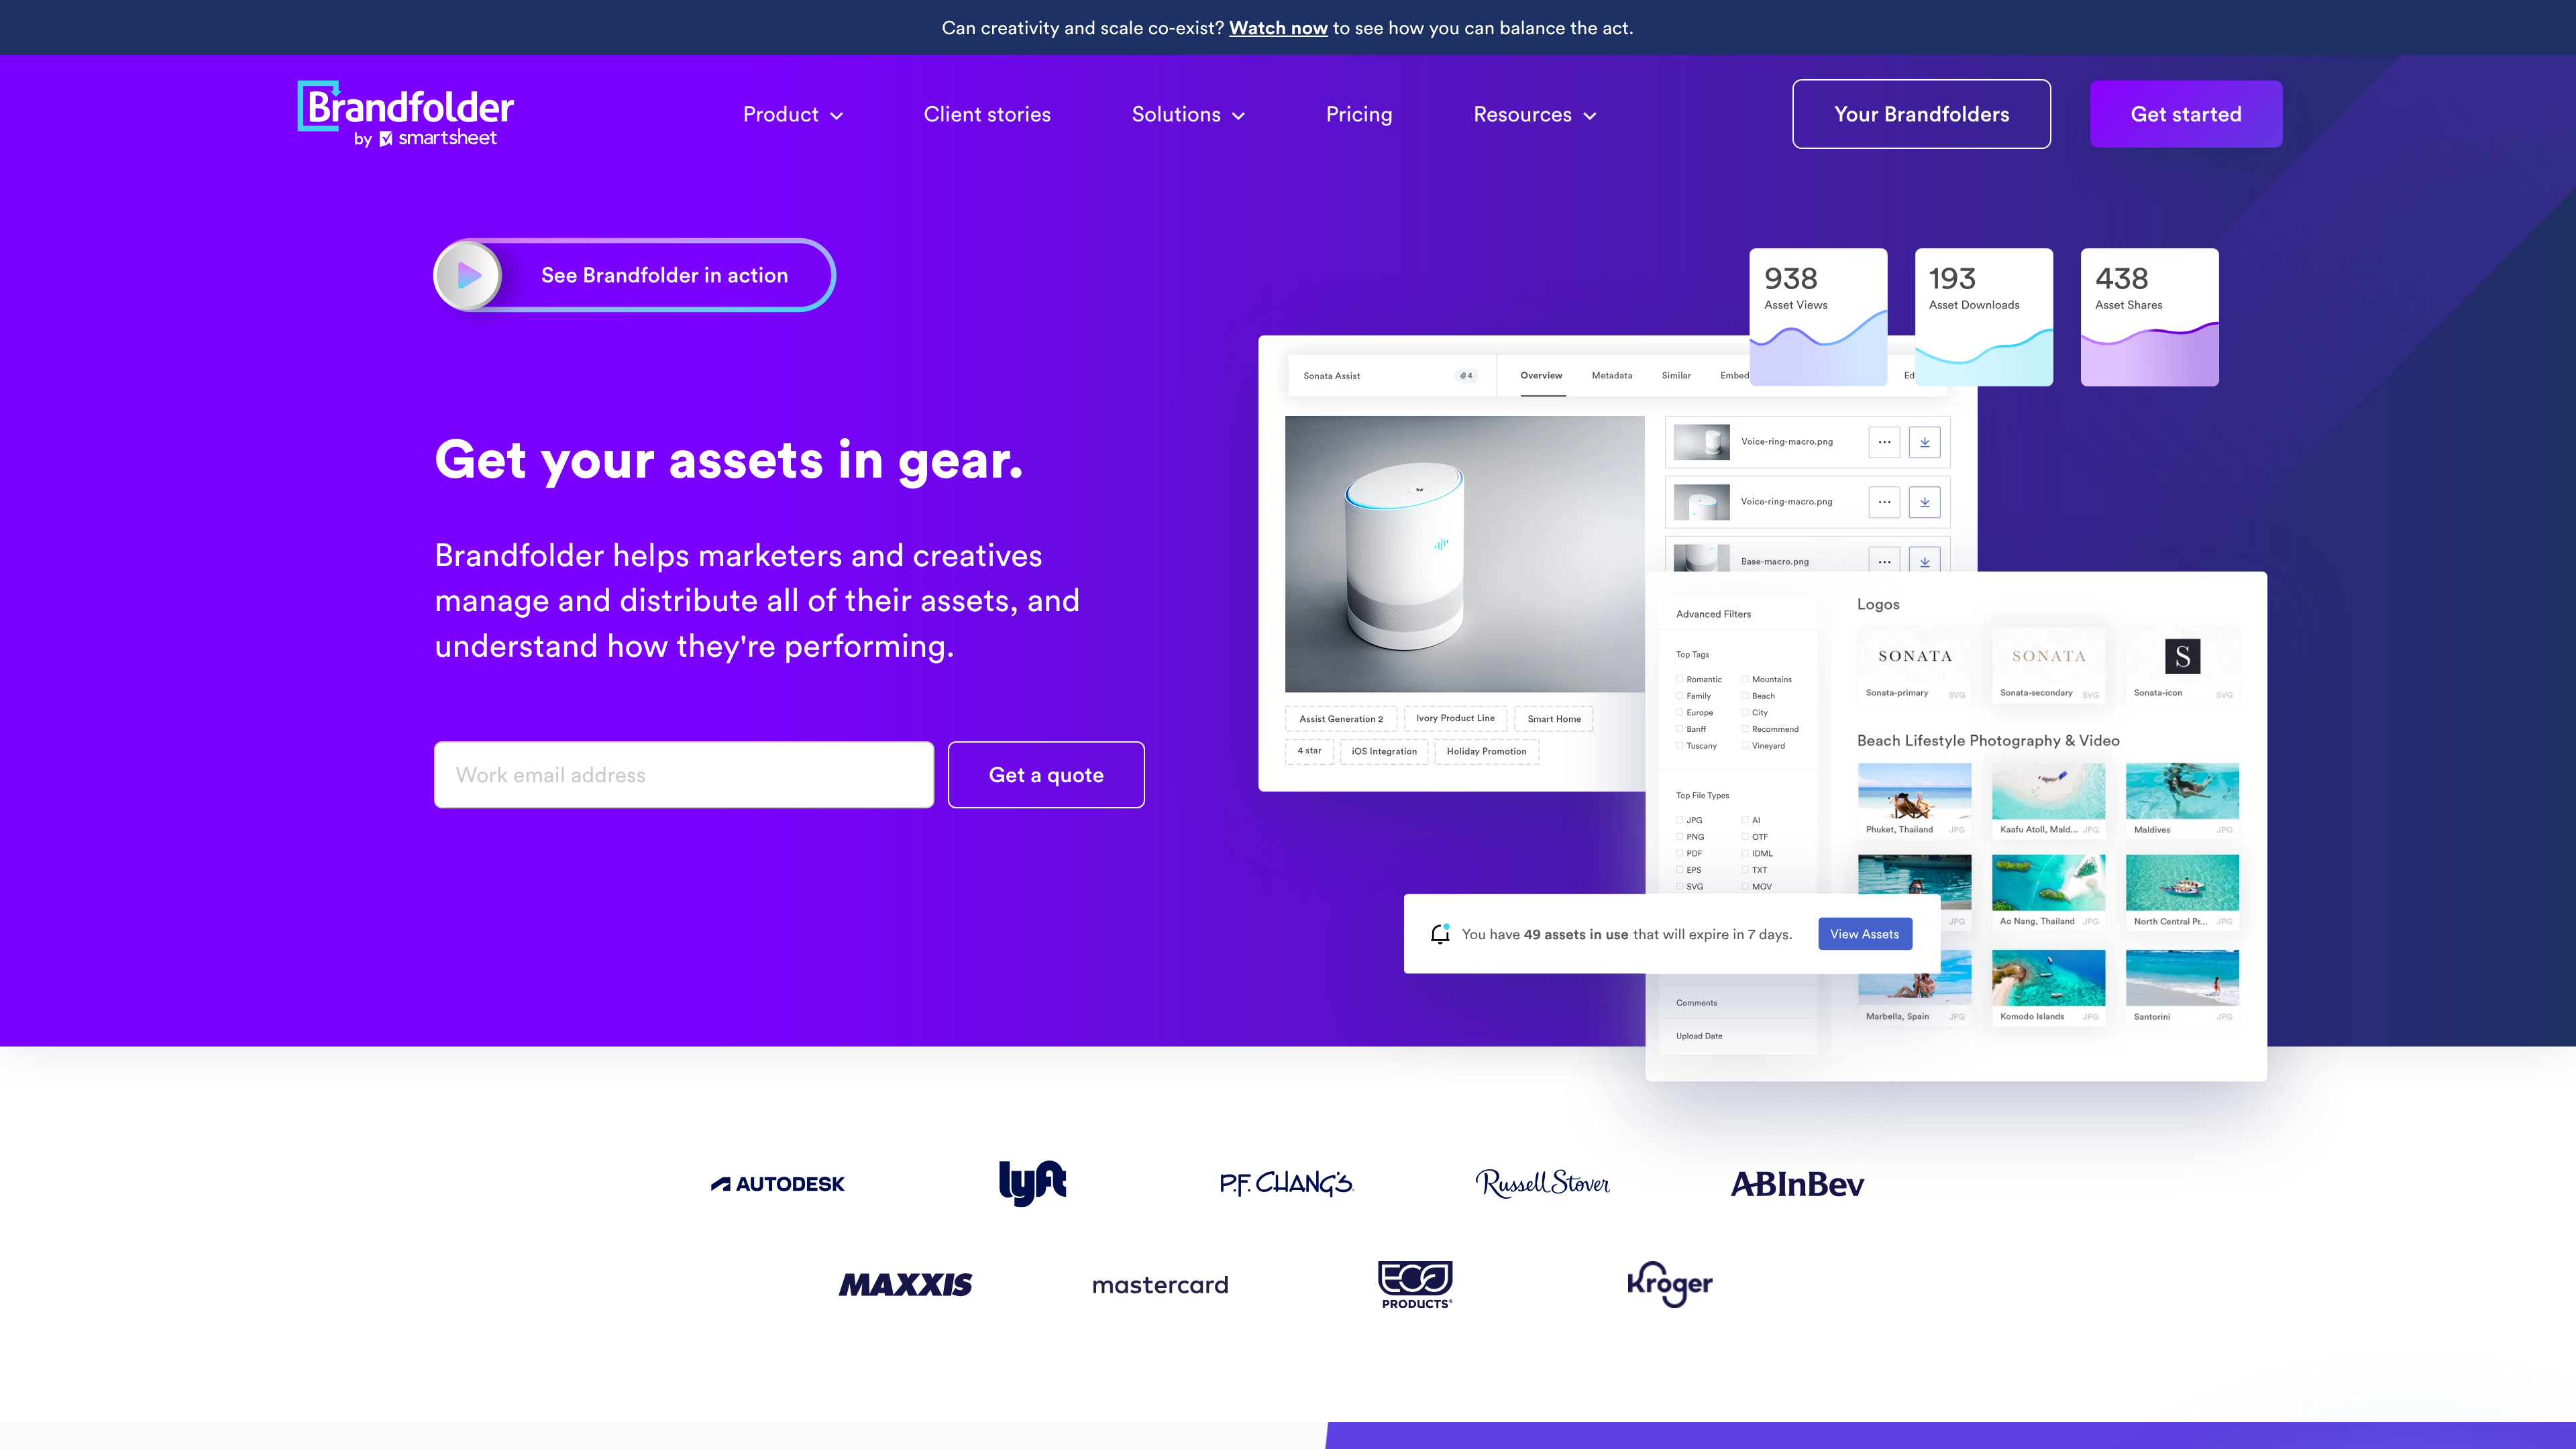 Can creativity and scale co-exist? Watch now to see how you can balance the act.
Brandfolder
by smartsheet
Product
Client stories
Solutions
Pricing
Resources
Your Brandfolders
Get started
See Brandfolder in action
Get your assets in gear.
Brandfolder helps marketers and creatives
manage and distribute all of their assets, and
understand how they're performing.
Work email address
Get a quote
938
Asset Views
193
Asset Downloads
438
Asset Shares
Sonata Assist
4
Overview
Metadata
Similar
Embed
Voice-ring-macro.png
Voice-ring-macro.png
Base-macro.png
Assist Generation 2
Ivory Product Line
Smart Home
4 star
iOS Integration
Holiday Promotion
Advanced Filters
Top Tags
Romantic
Mountains
Family
Beach
Europe
City
Banff
Recommend
Tuscany
Vineyard
Top File Types
JPG
AI
PNG
OTF
PDF
IDML
EPS
TXT
SVG
MOV
Comments
Upload Date
Logos
SONATA
Sonata-primary SVG
SONATA
Sonata-secondary SVG
S
Sonata-icon SVG
Beach Lifestyle Photography & Video
Phuket, Thailand JPG
Kaafu Atoll, Mald... JPG
Maldives JPG
JPG
Ao Nang, Thailand JPG
North Central Pr... JPG
Marbella, Spain JPG
Komodo Islands JPG
Santorini JPG
You have 49 assets in use that will expire in 7 days.
View Assets
AUTODESK
lyft
P.F. CHANG'S
Russell Stover
ABInBev
MAXXIS
mastercard
ECO
PRODUCTS
Kroger